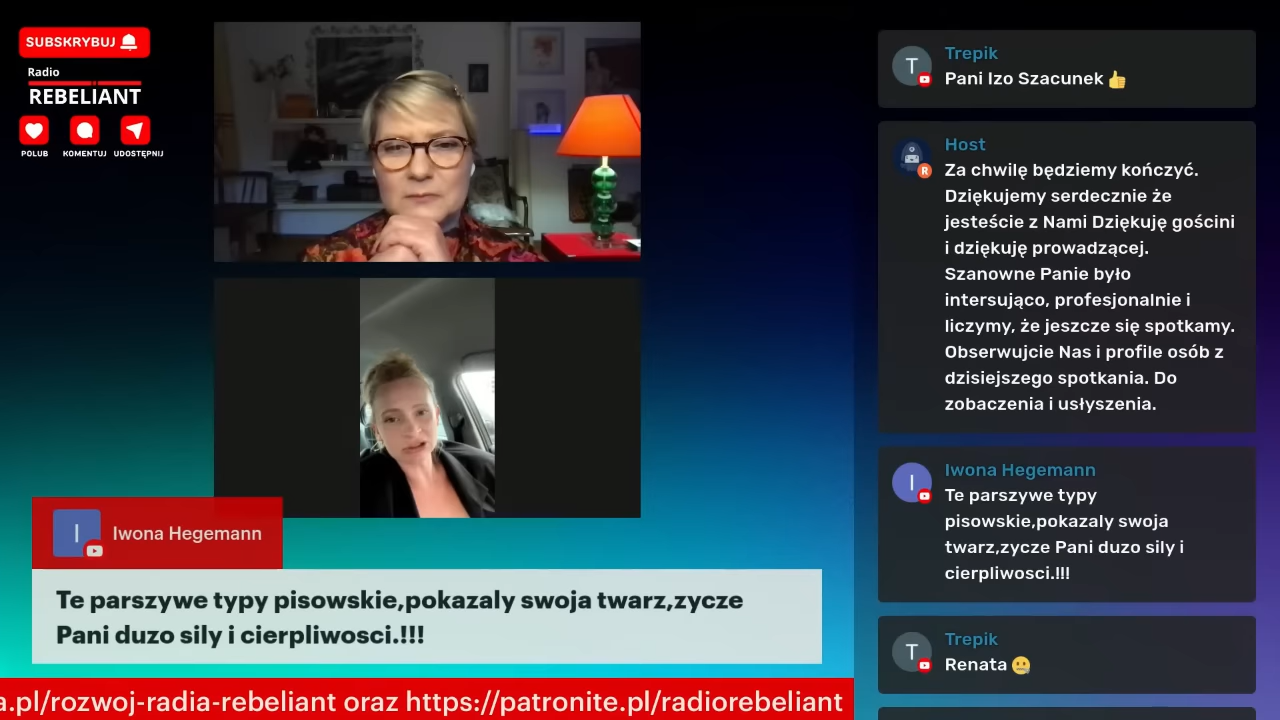 SUBSKRYBUJ
Radio
REBELIANT
POLUB KOMENTUJ UDOSTĘPNIJ
I
Iwona Hegemann
Te parszywe typy pisowskie,pokazaly swoja twarz,zycze
Pani duzo sily i cierpliwosci.!!!
a.pl/rozwoj-radia-rebeliant oraz https://patronite.pl/radiorebeliant
T
Trepik
Pani Izo Szacunek 👍
Host
R
Za chwilę będziemy kończyć.
Dziękujemy serdecznie że
jesteście z Nami Dziękuję gościni
i dziękuję prowadzącej.
Szanowne Panie było
intersująco, profesjonalnie i
liczymy, że jeszcze się spotkamy.
Obserwujcie Nas i profile osób z
dzisiejszego spotkania. Do
zobaczenia i usłyszenia.
I
Iwona Hegemann
Te parszywe typy
pisowskie,pokazaly swoja
twarz,zycze Pani duzo sily i
cierpliwosci.!!!
T
Trepik
Renata 🤐